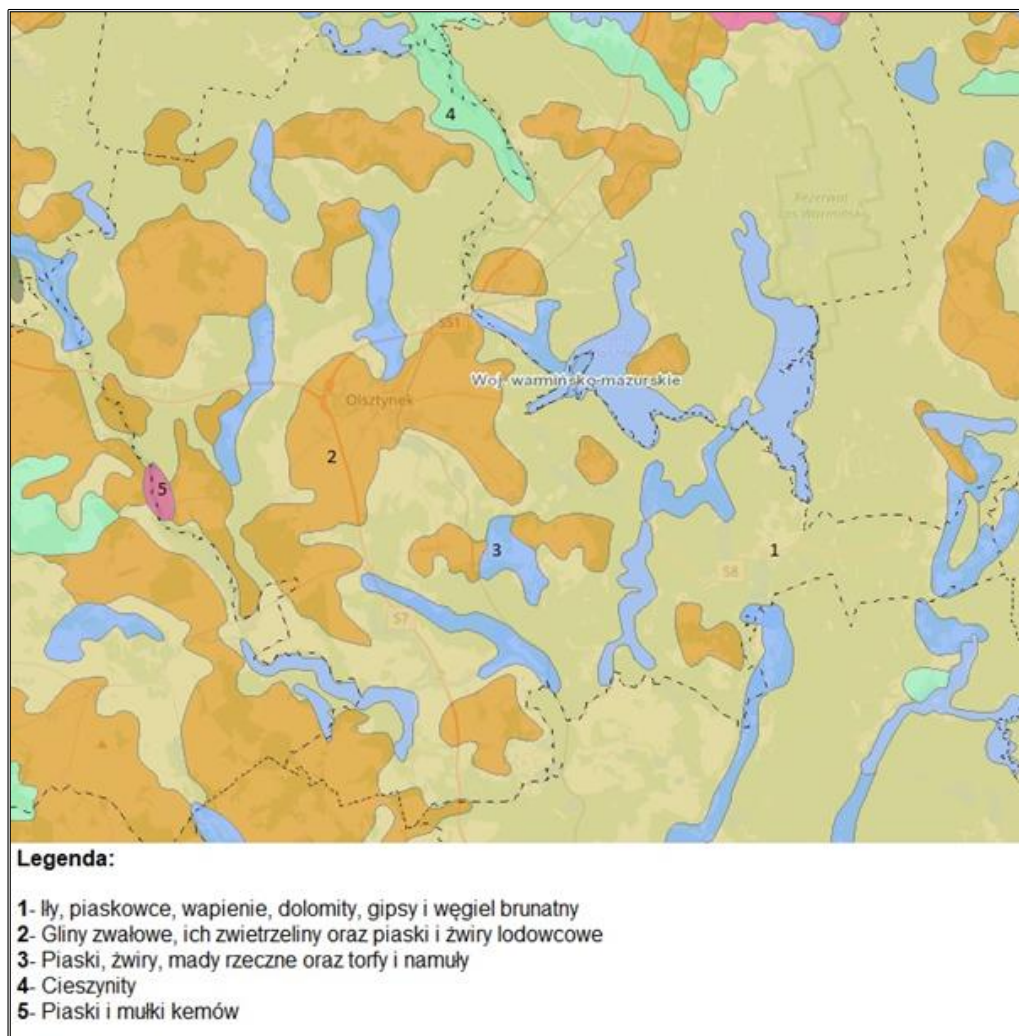 4
Rezerwat
Las Warmińsk
S51
Woj. warmińsko-mazurskie
Olsztynek
2
5
3
1
S8
S7
Legenda:
1- Iły, piaskowce, wapienie, dolomity, gipsy i węgiel brunatny
2- Gliny zwałowe, ich zwietrzeliny oraz piaski i żwiry lodowcowe
3- Piaski, żwiry, mady rzeczne oraz torfy i namuły
4- Cieszynity
5- Piaski i mułki kemów